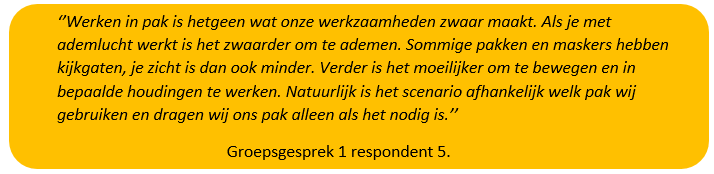 ‘’Werken in pak is hetgeen wat onze werkzaamheden zwaar maakt. Als je met
ademlucht werkt is het zwaarder om te ademen. Sommige pakken en maskers hebben
kijkgaten, je zicht is dan ook minder. Verder is het moeilijker om te bewegen en in
bepaalde houdingen te werken. Natuurlijk is het scenario afhankelijk welk pak wij
gebruiken en dragen wij ons pak alleen als het nodig is.’’
Groepsgesprek 1 respondent 5.